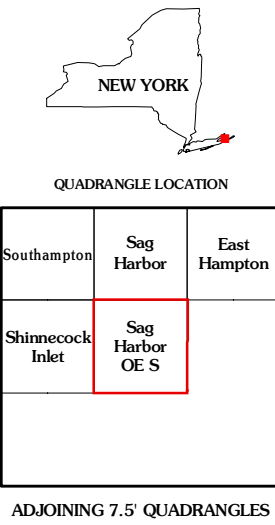 NEW YORK
QUADRANGLE LOCATION
Southampton
Sag
Harbor
East
Hampton
Shinnecock
Inlet
Sag
Harbor
OE S
ADJOINING 7.5' QUADRANGLES